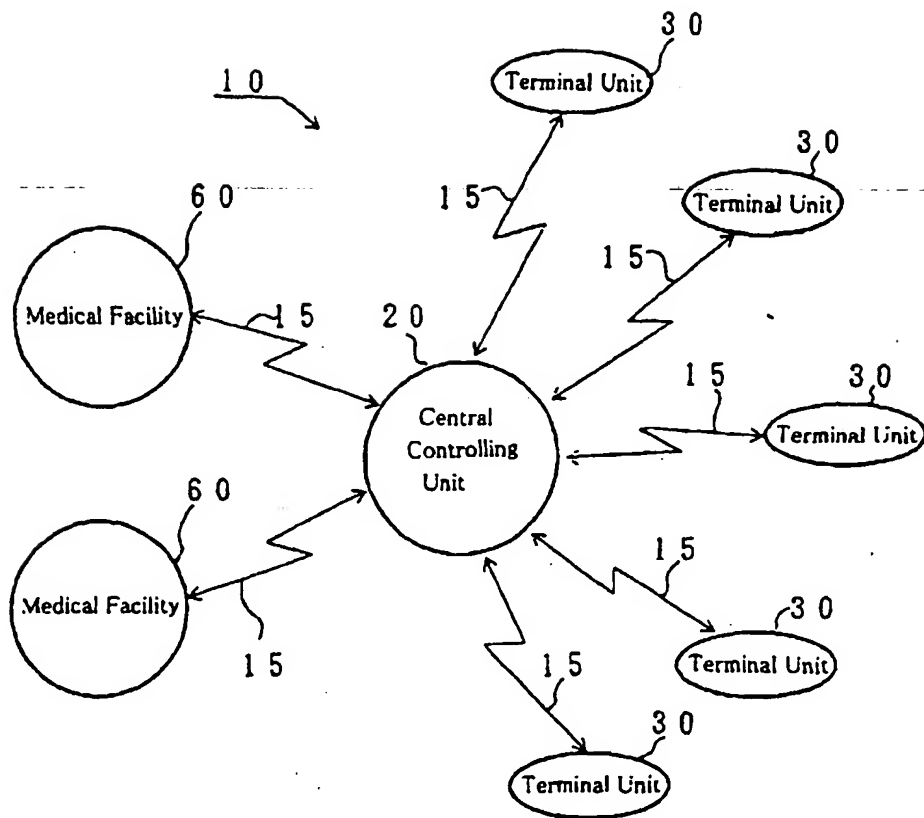 30
Terminal Unit
10
30
Terminal Unit
15
60
15
Medical Facility
15
20
15
30
Terminal Unit
Central
Controlling
Unit
60
15
30
Medical Facility
15
Terminal Unit
15
30
Terminal Unit